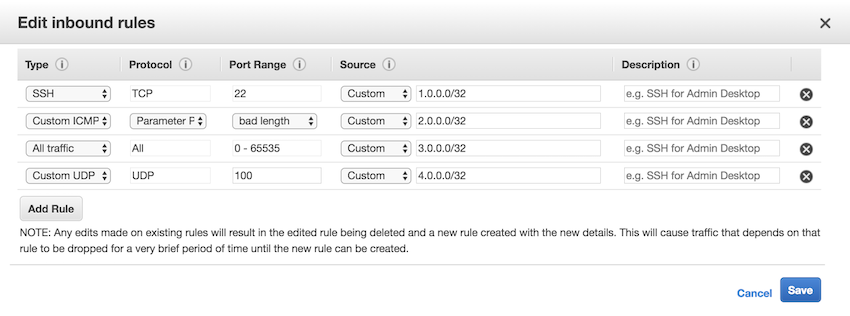 Edit inbound rules
Type Protocol Port Range Source Description
SSH TCP 22 Custom 1.0.0.0/32 e.g. SSH for Admin Desktop
Custom ICMP Parameter P bad length Custom 2.0.0.0/32 e.g. SSH for Admin Desktop
All traffic All 0 - 65535 Custom 3.0.0.0/32 e.g. SSH for Admin Desktop
Custom UDP UDP 100 Custom 4.0.0.0/32 e.g. SSH for Admin Desktop
Add Rule
NOTE: Any edits made on existing rules will result in the edited rule being deleted and a new rule created with the new details. This will cause traffic that depends on that
rule to be dropped for a very brief period of time until the new rule can be created.
Cancel Save